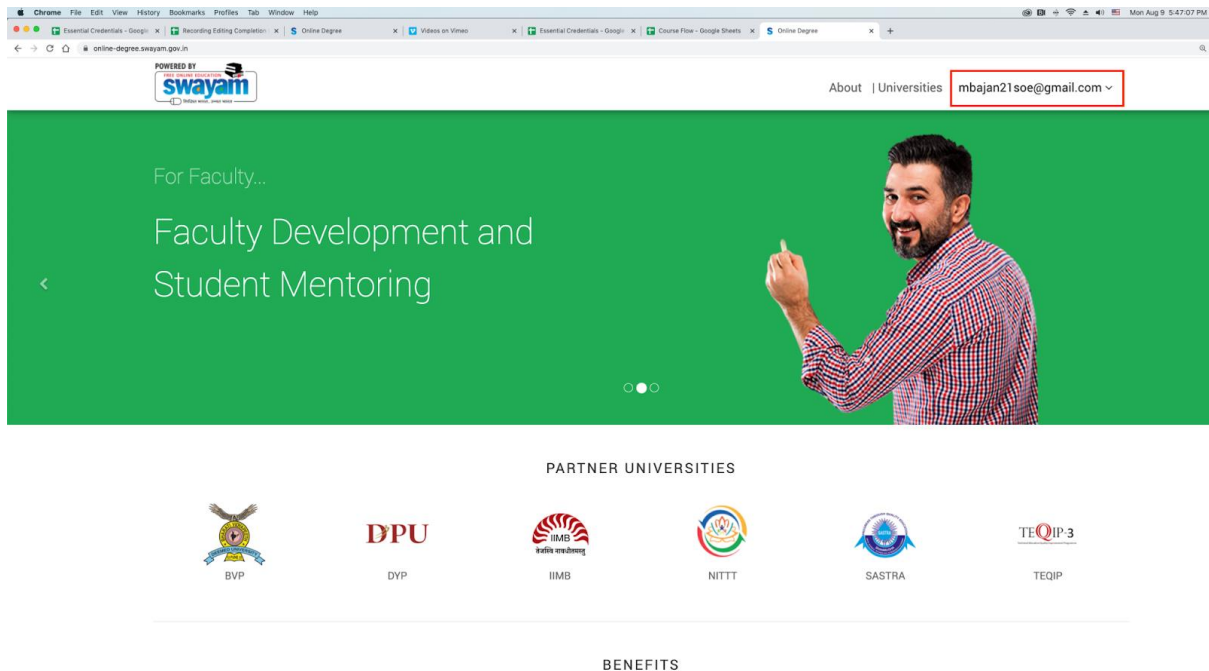 Chrome File Edit View History Bookmarks Profiles Tab Window Help Mon Aug 9 5:47:07 PM
Essential Credentials - Google Recording Editing Completion Online Degree Videos on Vimeo Essential Credentials - Google Course Flow - Google Sheets Online Degree
online-degree.swayam.gov.in
POWERED BY
FREE ONLINE EDUCATION
swayam
About | Universities mbajan21soe@gmail.com
For Faculty...
Faculty Development and
Student Mentoring
PARTNER UNIVERSITIES
DPU
IIMB
TEQIP-3
BVP DYP IIMB NITTT SASTRA TEQIP
BENEFITS